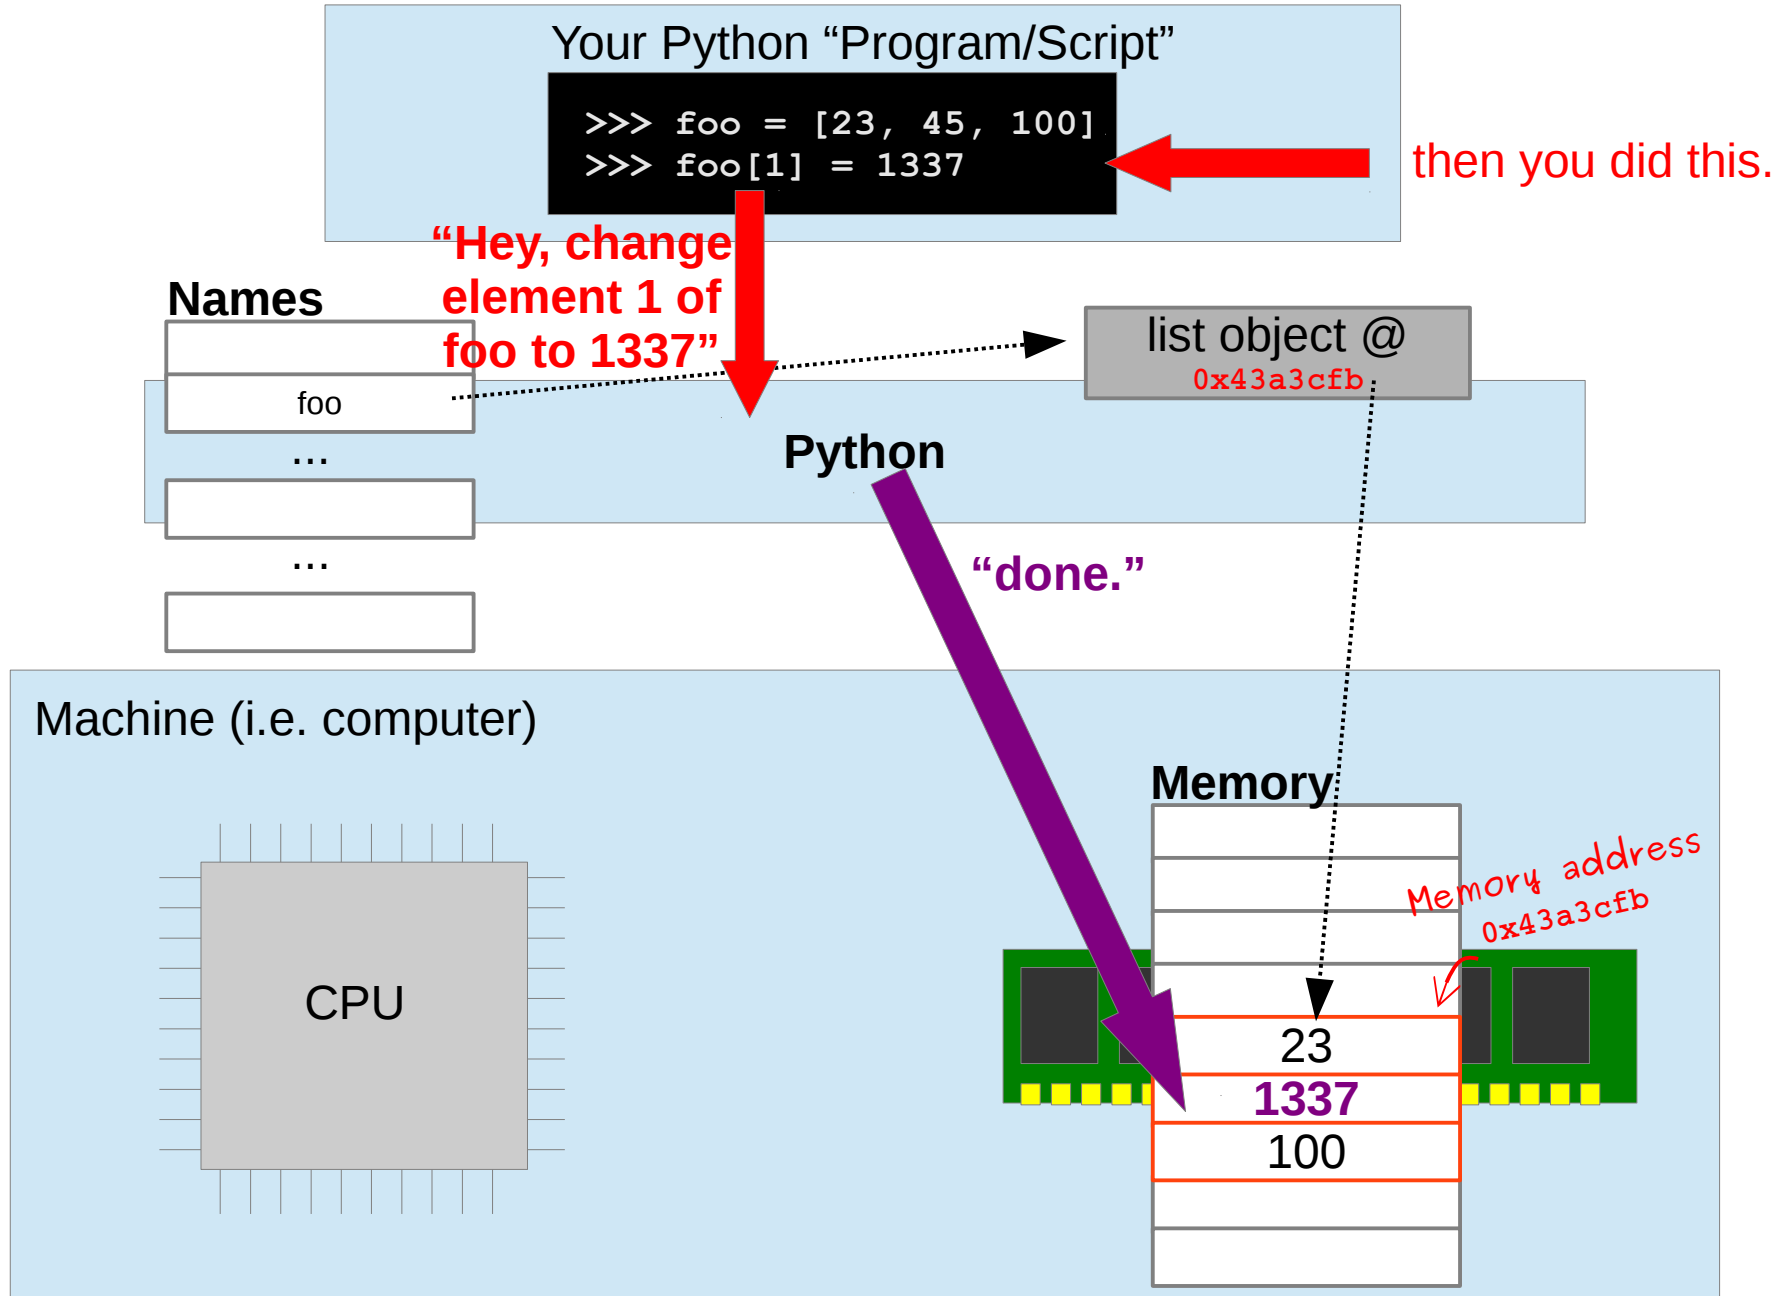 Your Python “Program/Script”
>>> foo = [23, 45, 100]
>>> foo[1] = 1337
then you did this.
“Hey, change
element 1 of
foo to 1337”
Names
foo
...
...
list object @
0x43a3cfb
Python
“done.”
Machine (i.e. computer)
CPU
Memory
Memory address
0x43a3cfb
23
1337
100